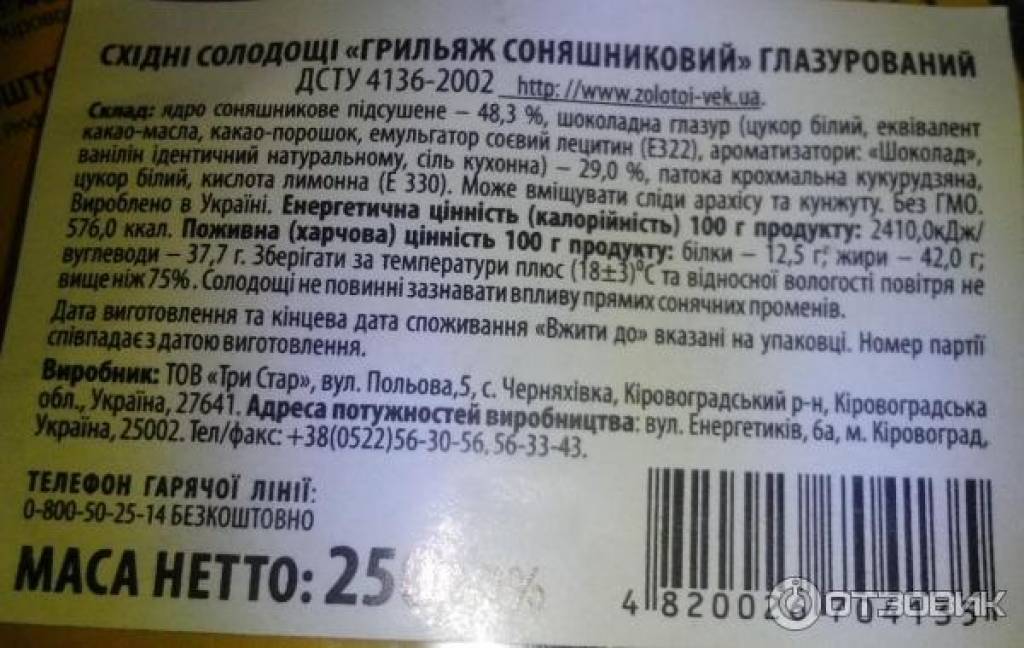 СХІДНІ СОЛОДОЩІ «ГРИЛЬЯЖ СОНЯШНИКОВИЙ» ГЛАЗУРОВАНИЙ
ДСТУ 4136-2002 http://www.zolotoi-vek.ua.
Склад: ядро соняшникове підсушене – 48,3 %, шоколадна глазур (цукор білий, еквівалент
какао-масла, какао-порошок, емульгатор соєвий лецитин (Е322), ароматизатори: «Шоколад»,
ванілін ідентичний натуральному, сіль кухонна) – 29,0 %, патока крохмальна кукурудзяна,
цукор білий, кислота лимонна (Е 330). Може вміщувати сліди арахісу та кунжуту. Без ГМО.
Вироблено в Україні. Енергетична цінність (калорійність) 100 г продукту: 2410,0кДж/
576,0 ккал. Поживна (харчова) цінність 100 г продукту: білки – 12,5 г; жири – 42,0 г;
вуглеводи – 37,7 г. Зберігати за температури плюс (18±3)°С та відносної вологості повітря не
вище ніж 75%. Солодощі не повинні зазнавати впливу прямих сонячних променів.
Дата виготовлення та кінцева дата споживання «Вжити до» вказані на упаковці. Номер партії
співпадає з датою виготовлення.
Виробник: ТОВ «Три Стар», вул. Польова,5, с. Черняхівка, Кіровоградський р-н, Кіровоградська
обл., Україна, 27641. Адреса потужностей виробництва: вул. Енергетиків, 6а, м. Кіровоград,
Україна, 25002. Тел/факс: +38(0522)56-30-56, 56-33-43.
ТЕЛЕФОН ГАРЯЧОЇ ЛІНІЇ:
0-800-50-25-14 БЕЗКОШТОВНО
МАСА НЕТТО: 25 %
4 820020
ОТЗОВИК